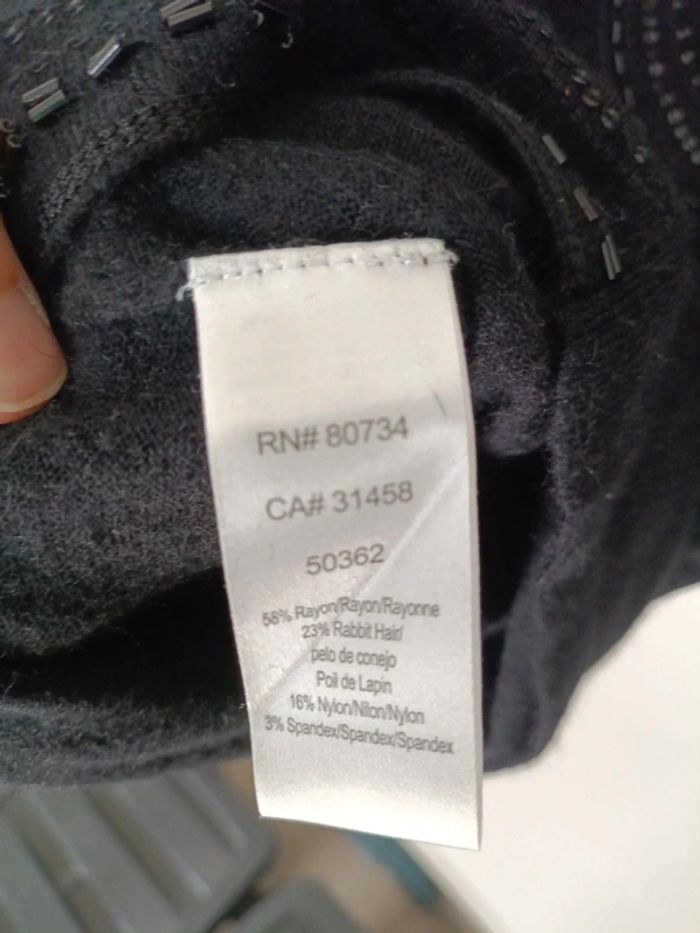 RN# 80734
CA# 31458
50362
58% Rayon/Rayon/Rayonne
23% Rabbit Hair/
pelo de conejo
Poil de Lapin
16% Nylon/Nilon/Nylon
3% Spandex/Spandex/Spandex